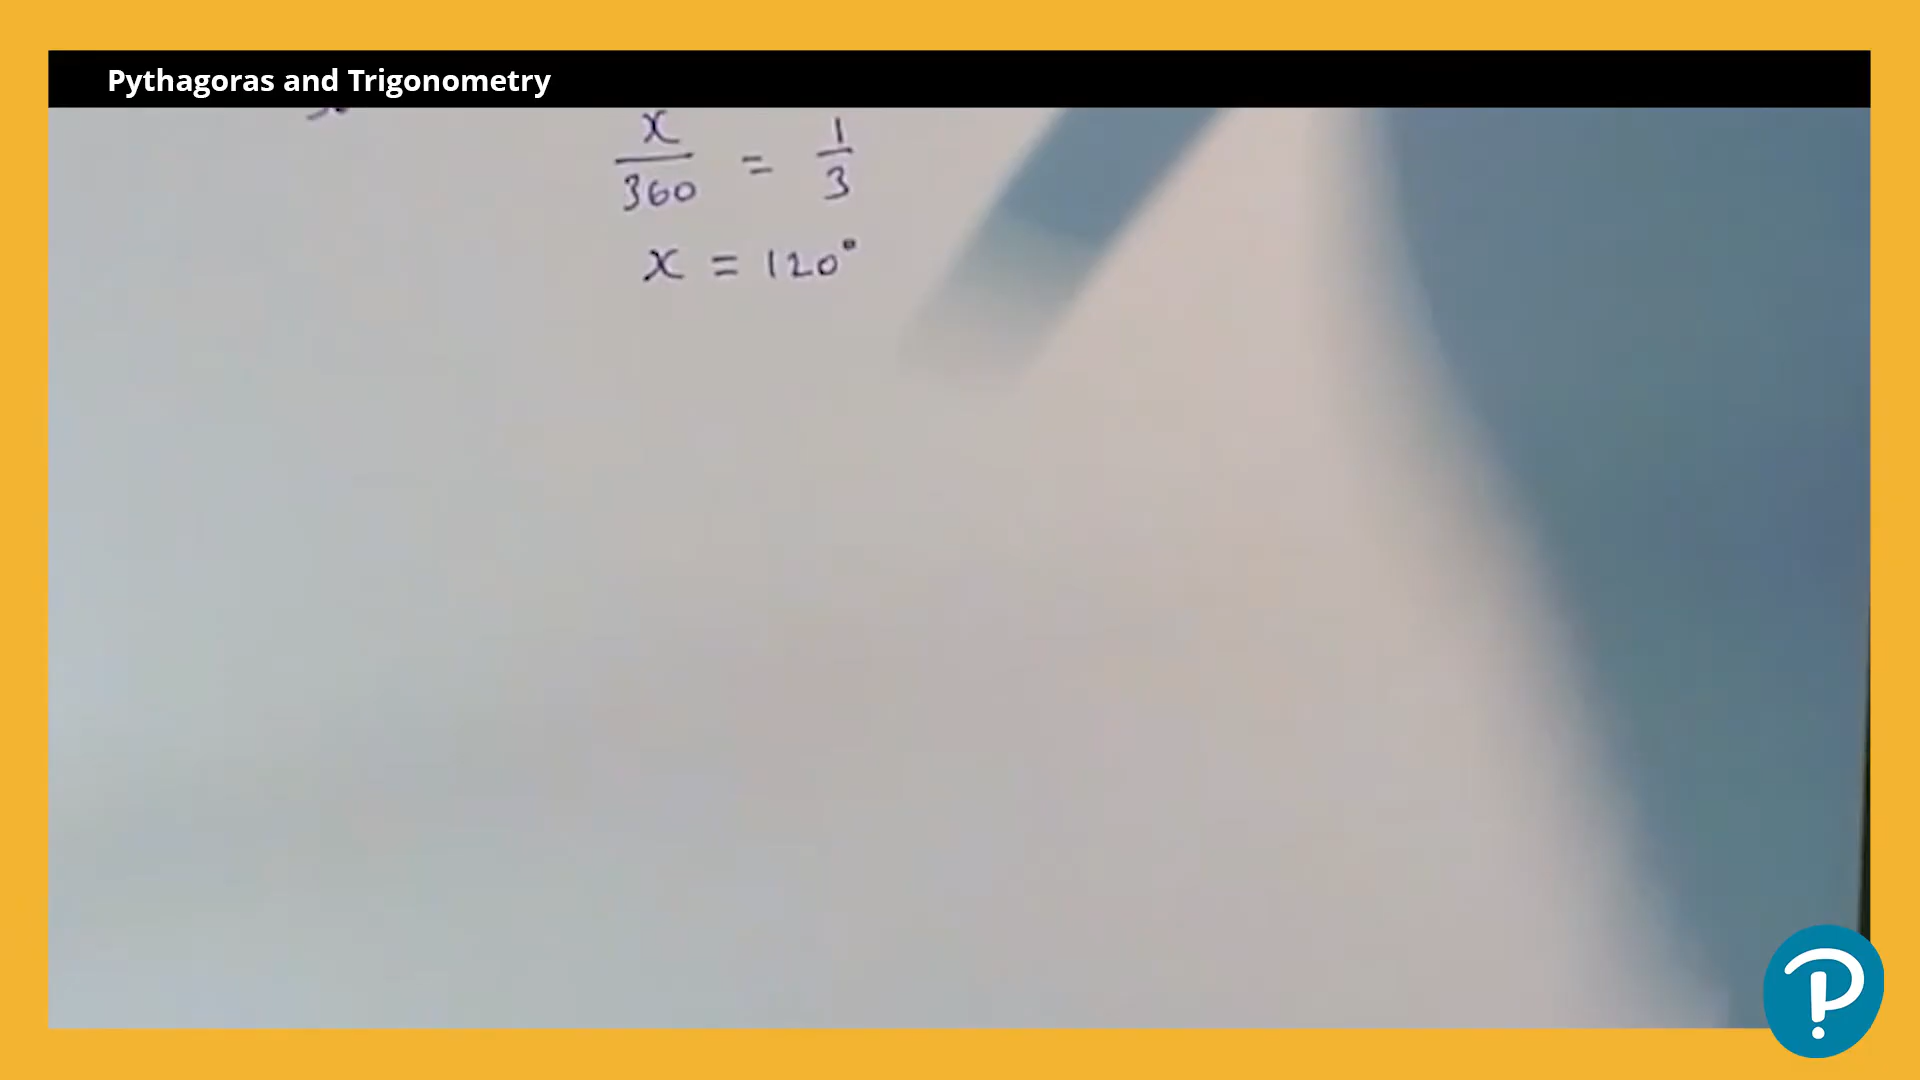 Pythagoras and Trigonometry
x/360 = 1/3
x = 120°